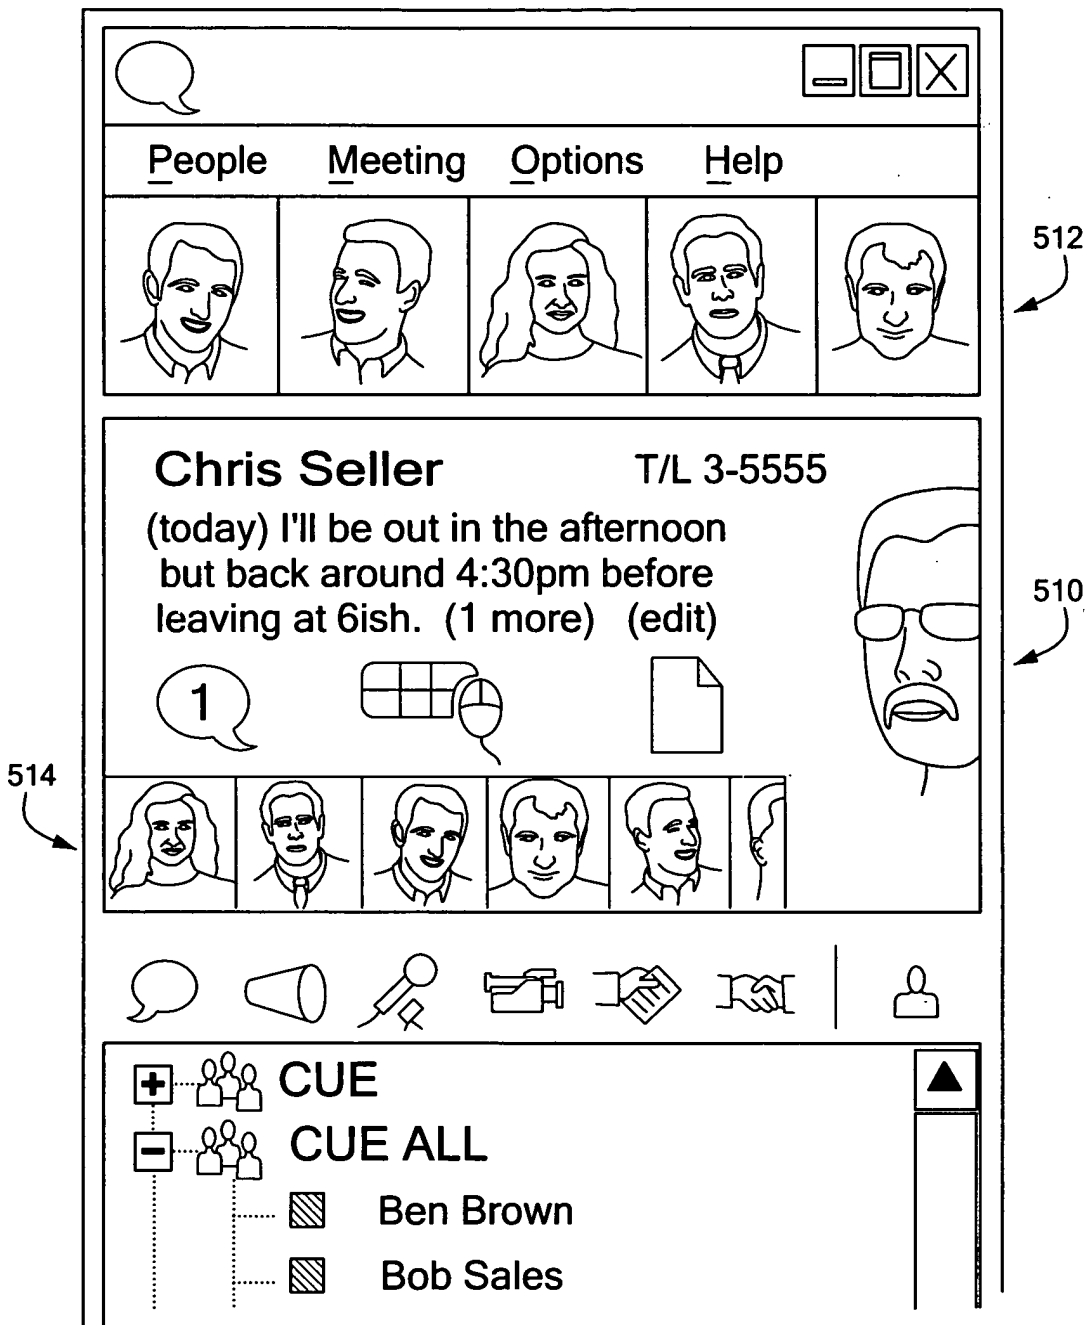 People Meeting Options Help
512
Chris Seller T/L 3-5555
(today) I'll be out in the afternoon
but back around 4:30pm before
leaving at 6ish. (1 more) (edit)
510
1
514
CUE
CUE ALL
Ben Brown
Bob Sales